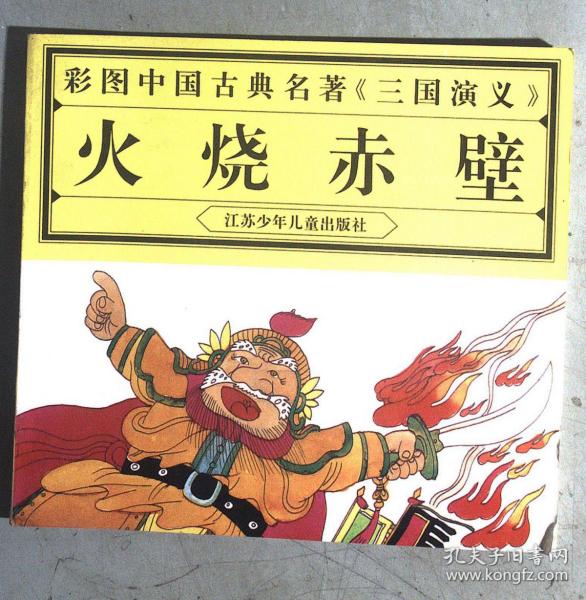 彩图中国古典名著《三国演义》
火烧赤壁
江苏少年儿童出版社
孔夫子旧书网
www.kongfz.com